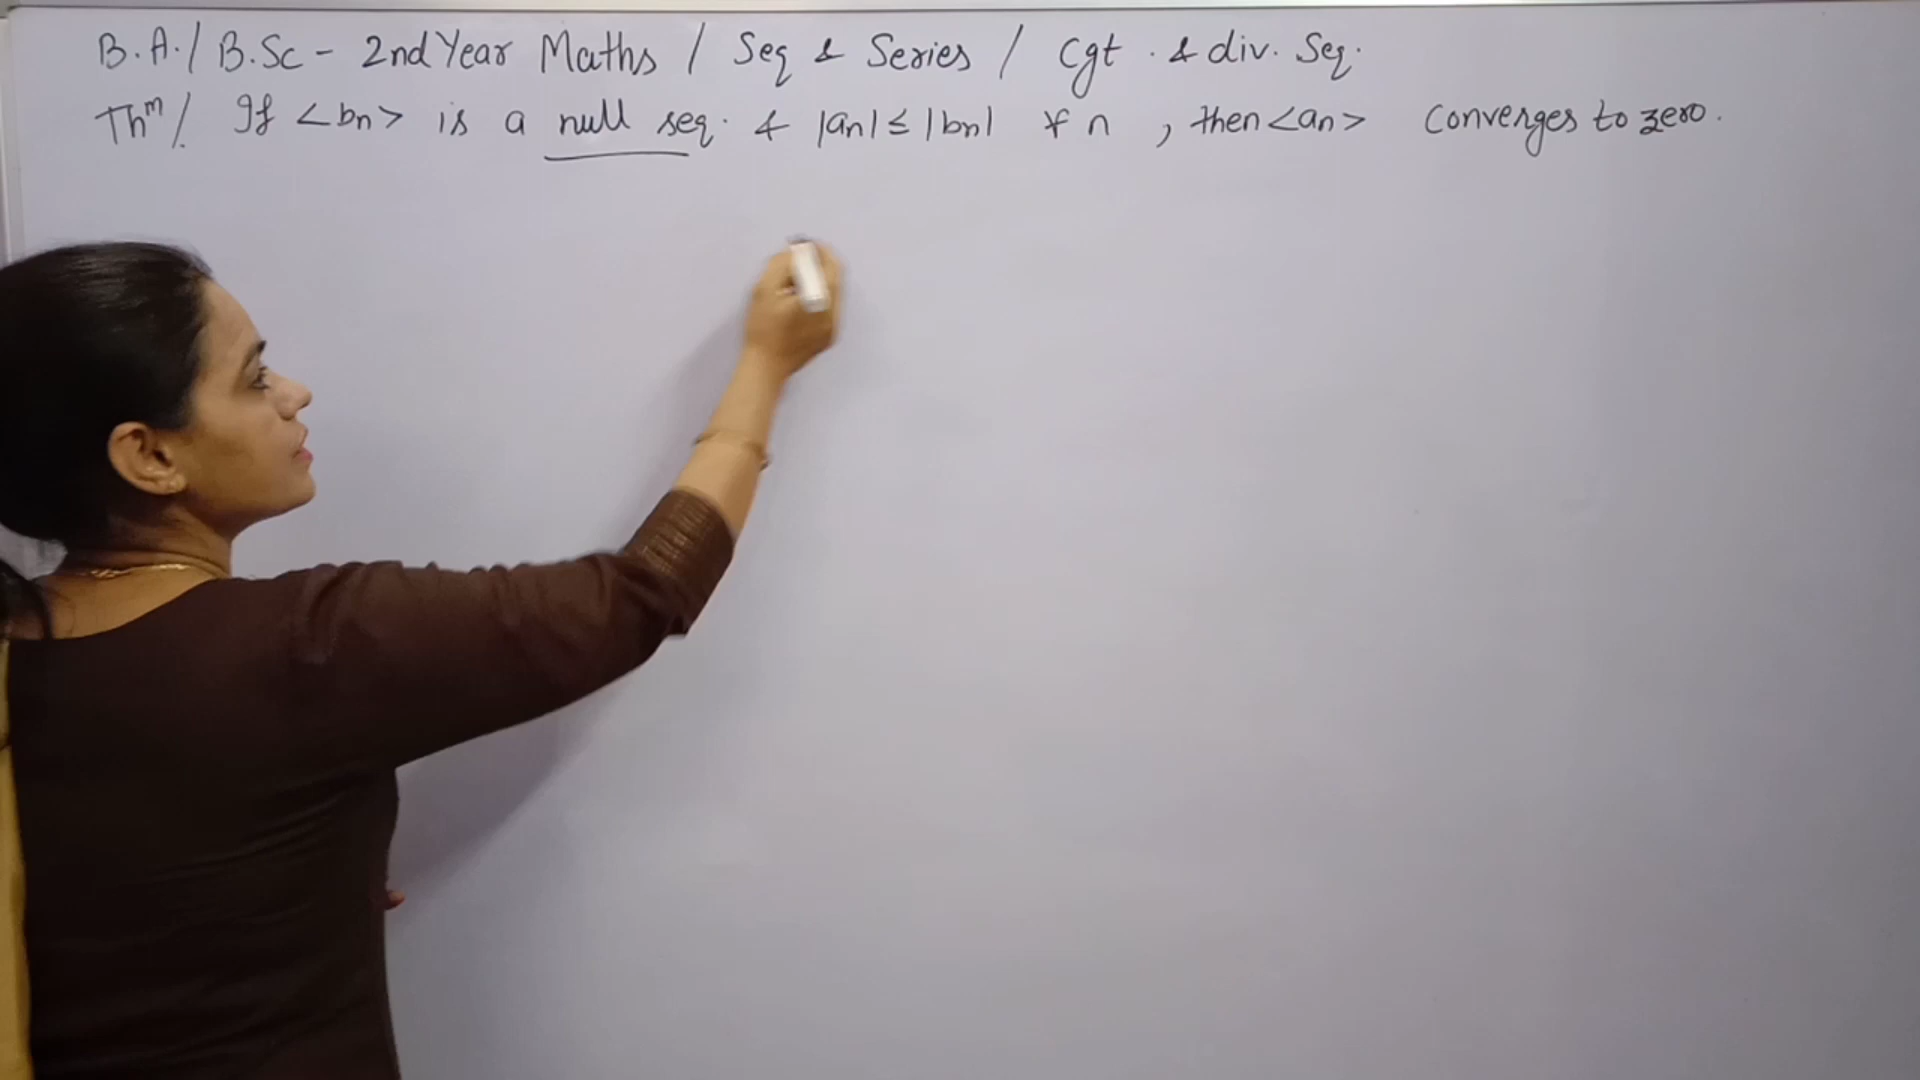 B.A./ B.Sc - 2nd Year Maths / Seq & Series / Cgt . & div. Seq.
Thm/. If <bn> is a null seq. & |an| ≤ |bn| ∀ n , then <an> Converges to zero.